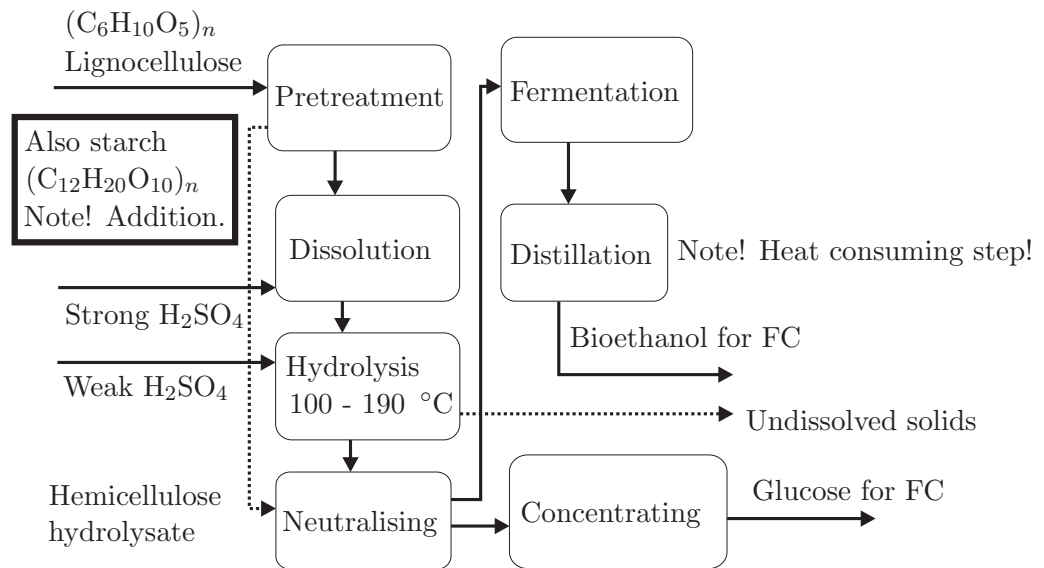 (C₆H₁₀O₅)ₙ
Lignocellulose
Pretreatment
Fermentation
Also starch
(C₁₂H₂₀O₁₀)ₙ
Note! Addition.
Dissolution
Distillation
Note! Heat consuming step!
Strong H₂SO₄
Bioethanol for FC
Weak H₂SO₄
Hydrolysis
100 - 190 °C
Undissolved solids
Hemicellulose
hydrolysate
Neutralising
Concentrating
Glucose for FC